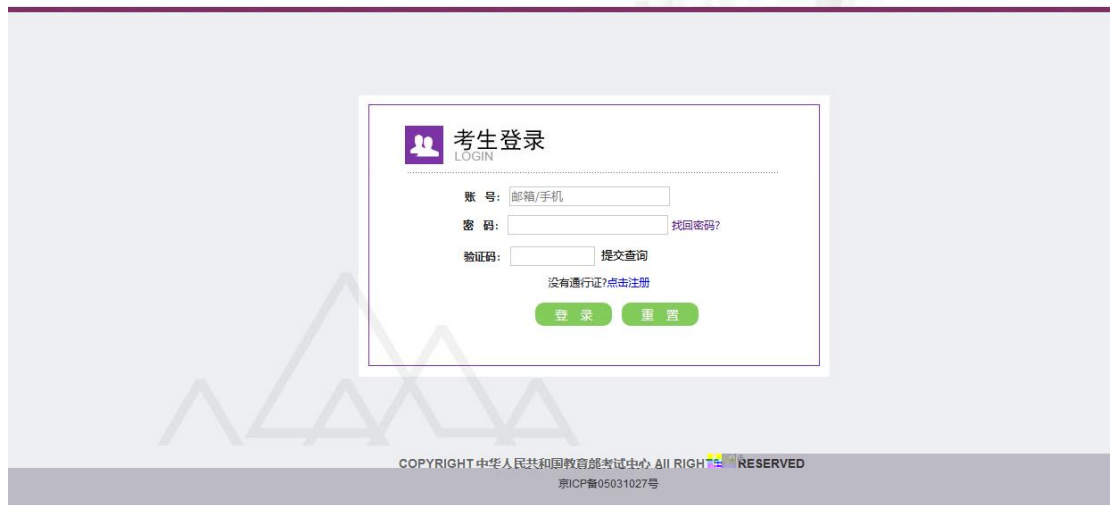 考生登录
LOGIN
账 号: 邮箱/手机
密 码: 找回密码?
验证码: 提交查询
没有通行证?点击注册
登 录 重 置
COPYRIGHT 中华人民共和国教育部考试中心 All RIGHTS RESERVED
京ICP备05031027号